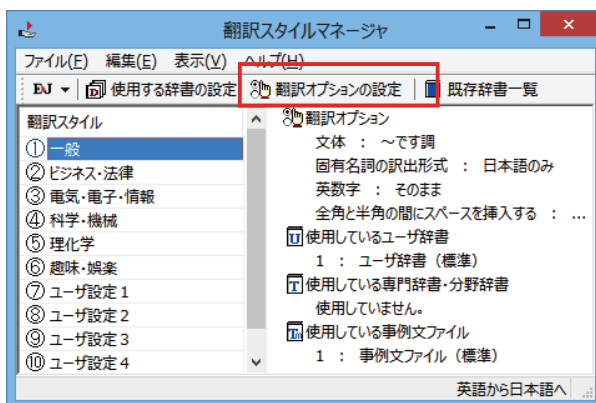 翻訳スタイルマネージャ
ファイル(F) 編集(E) 表示(V) ヘルプ(H)
EJ 使用する辞書の設定 翻訳オプションの設定 既存辞書一覧
翻訳スタイル
① 一般
② ビジネス・法律
③ 電気・電子・情報
④ 科学・機械
⑤ 理化学
⑥ 趣味・娯楽
⑦ ユーザ設定 1
⑧ ユーザ設定 2
⑨ ユーザ設定 3
⑩ ユーザ設定 4
翻訳オプション
文体 : ~です調
固有名詞の訳出形式 : 日本語のみ
英数字 : そのまま
全角と半角の間にスペースを挿入する : ...
U 使用しているユーザ辞書
1 : ユーザ辞書 (標準)
T 使用している専門辞書・分野辞書
使用していません。
使用している事例文ファイル
1 : 事例文ファイル (標準)
英語から日本語へ